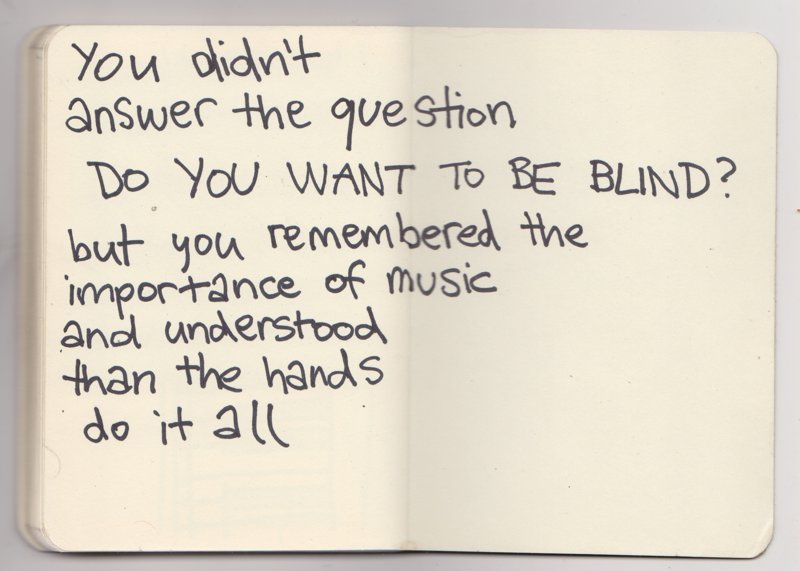 You didn't
answer the question
DO YOU WANT TO BE BLIND?
but you remembered the
importance of music
and understood
than the hands
do it all